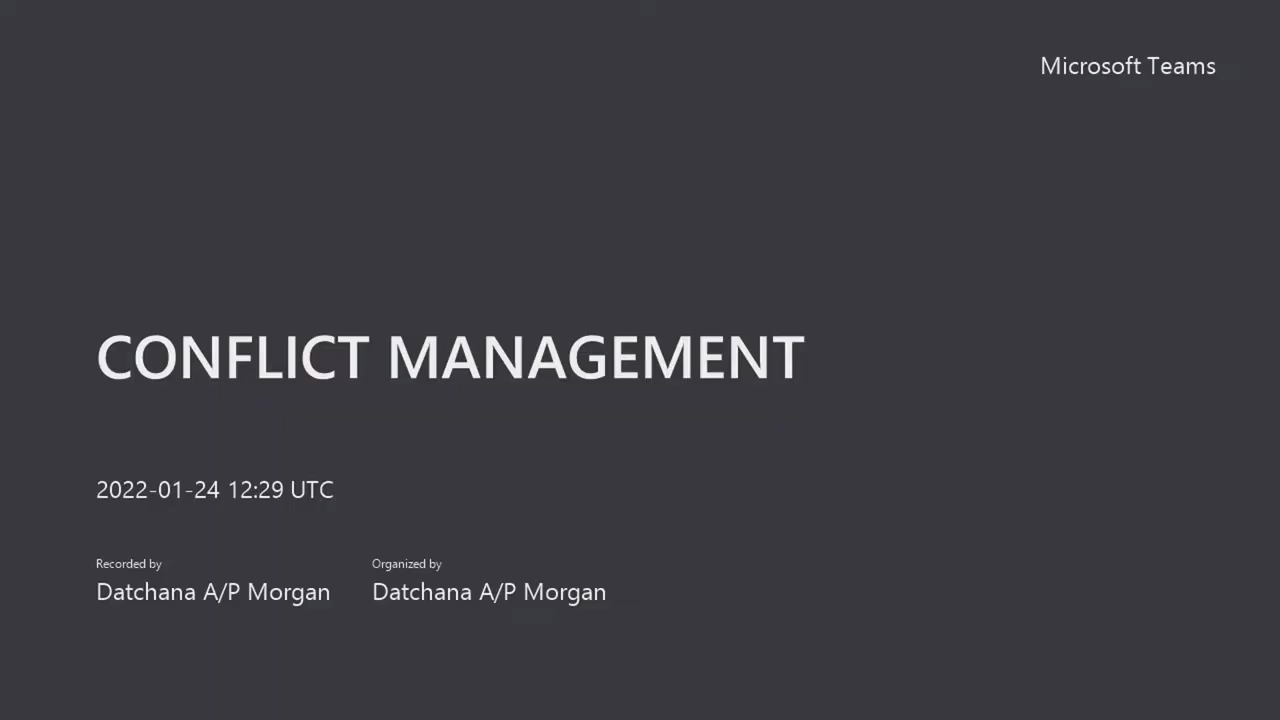 Microsoft Teams
CONFLICT MANAGEMENT
2022-01-24 12:29 UTC
Recorded by
Datchana A/P Morgan
Organized by
Datchana A/P Morgan